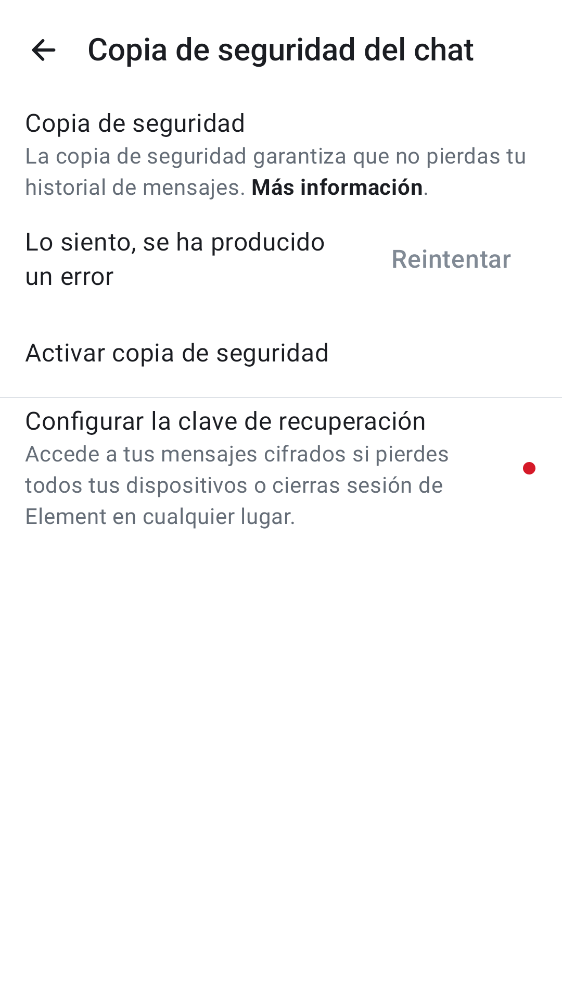 Copia de seguridad del chat
Copia de seguridad
La copia de seguridad garantiza que no pierdas tu
historial de mensajes. Más información.
Lo siento, se ha producido
un error
Reintentar
Activar copia de seguridad
Configurar la clave de recuperación
Accede a tus mensajes cifrados si pierdes
todos tus dispositivos o cierras sesión de
Element en cualquier lugar.